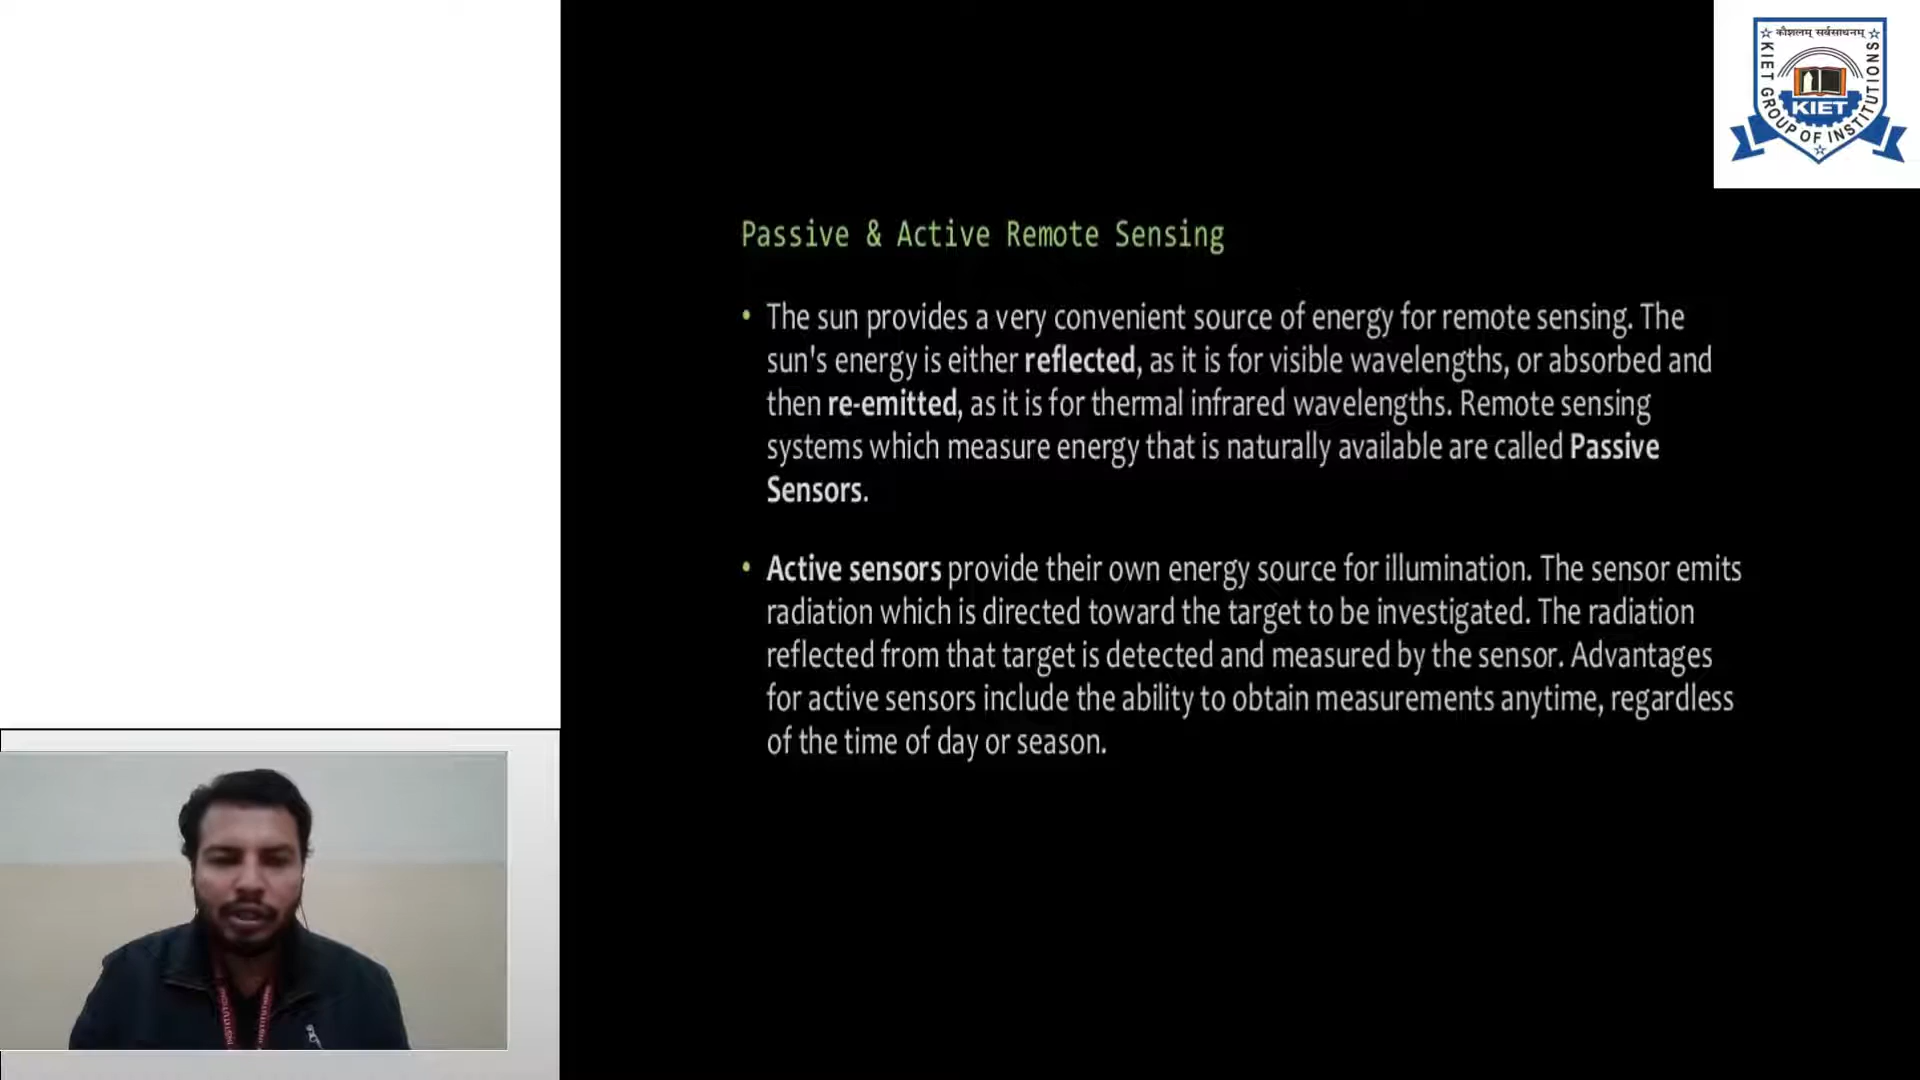 कौशलम् सर्वसाधनम्
KIET GROUP OF INSTITUTIONS
KIET
Passive & Active Remote Sensing
• The sun provides a very convenient source of energy for remote sensing. The
sun's energy is either reflected, as it is for visible wavelengths, or absorbed and
then re-emitted, as it is for thermal infrared wavelengths. Remote sensing
systems which measure energy that is naturally available are called Passive
Sensors.
• Active sensors provide their own energy source for illumination. The sensor emits
radiation which is directed toward the target to be investigated. The radiation
reflected from that target is detected and measured by the sensor. Advantages
for active sensors include the ability to obtain measurements anytime, regardless
of the time of day or season.